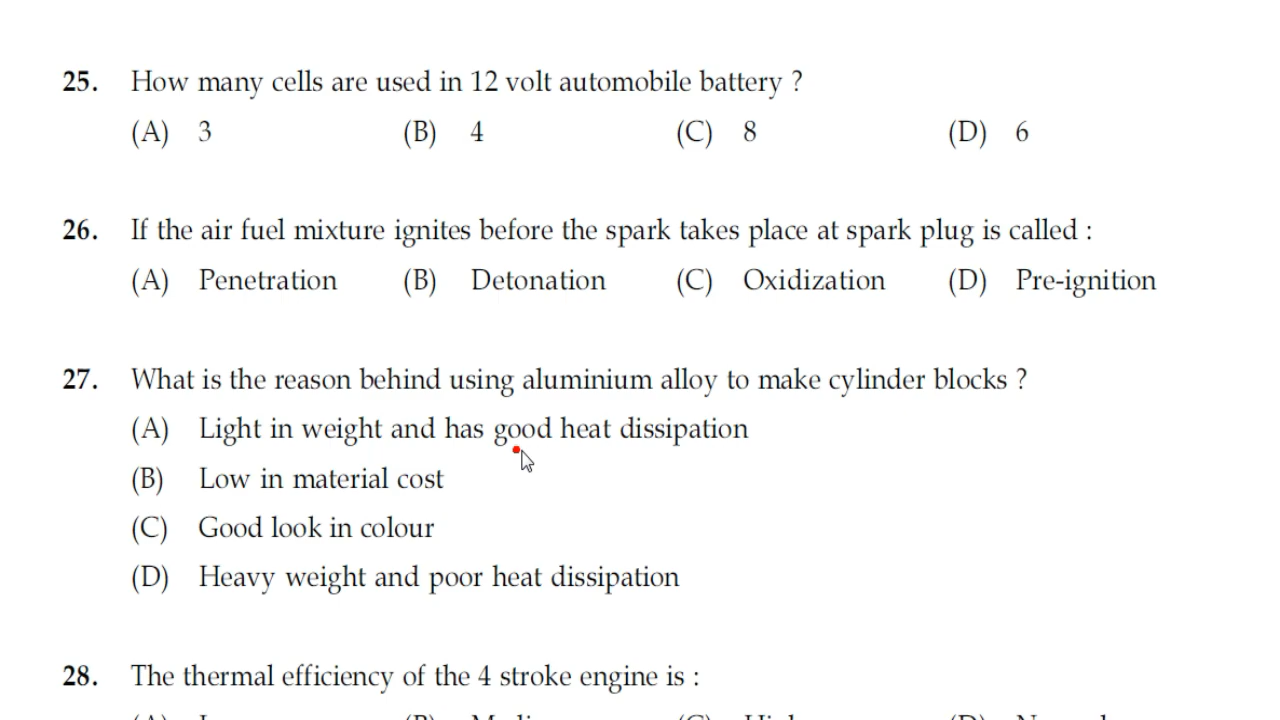 25. How many cells are used in 12 volt automobile battery ?
(A) 3 (B) 4 (C) 8 (D) 6
26. If the air fuel mixture ignites before the spark takes place at spark plug is called :
(A) Penetration (B) Detonation (C) Oxidization (D) Pre-ignition
27. What is the reason behind using aluminium alloy to make cylinder blocks ?
(A) Light in weight and has good heat dissipation
(B) Low in material cost
(C) Good look in colour
(D) Heavy weight and poor heat dissipation
28. The thermal efficiency of the 4 stroke engine is :